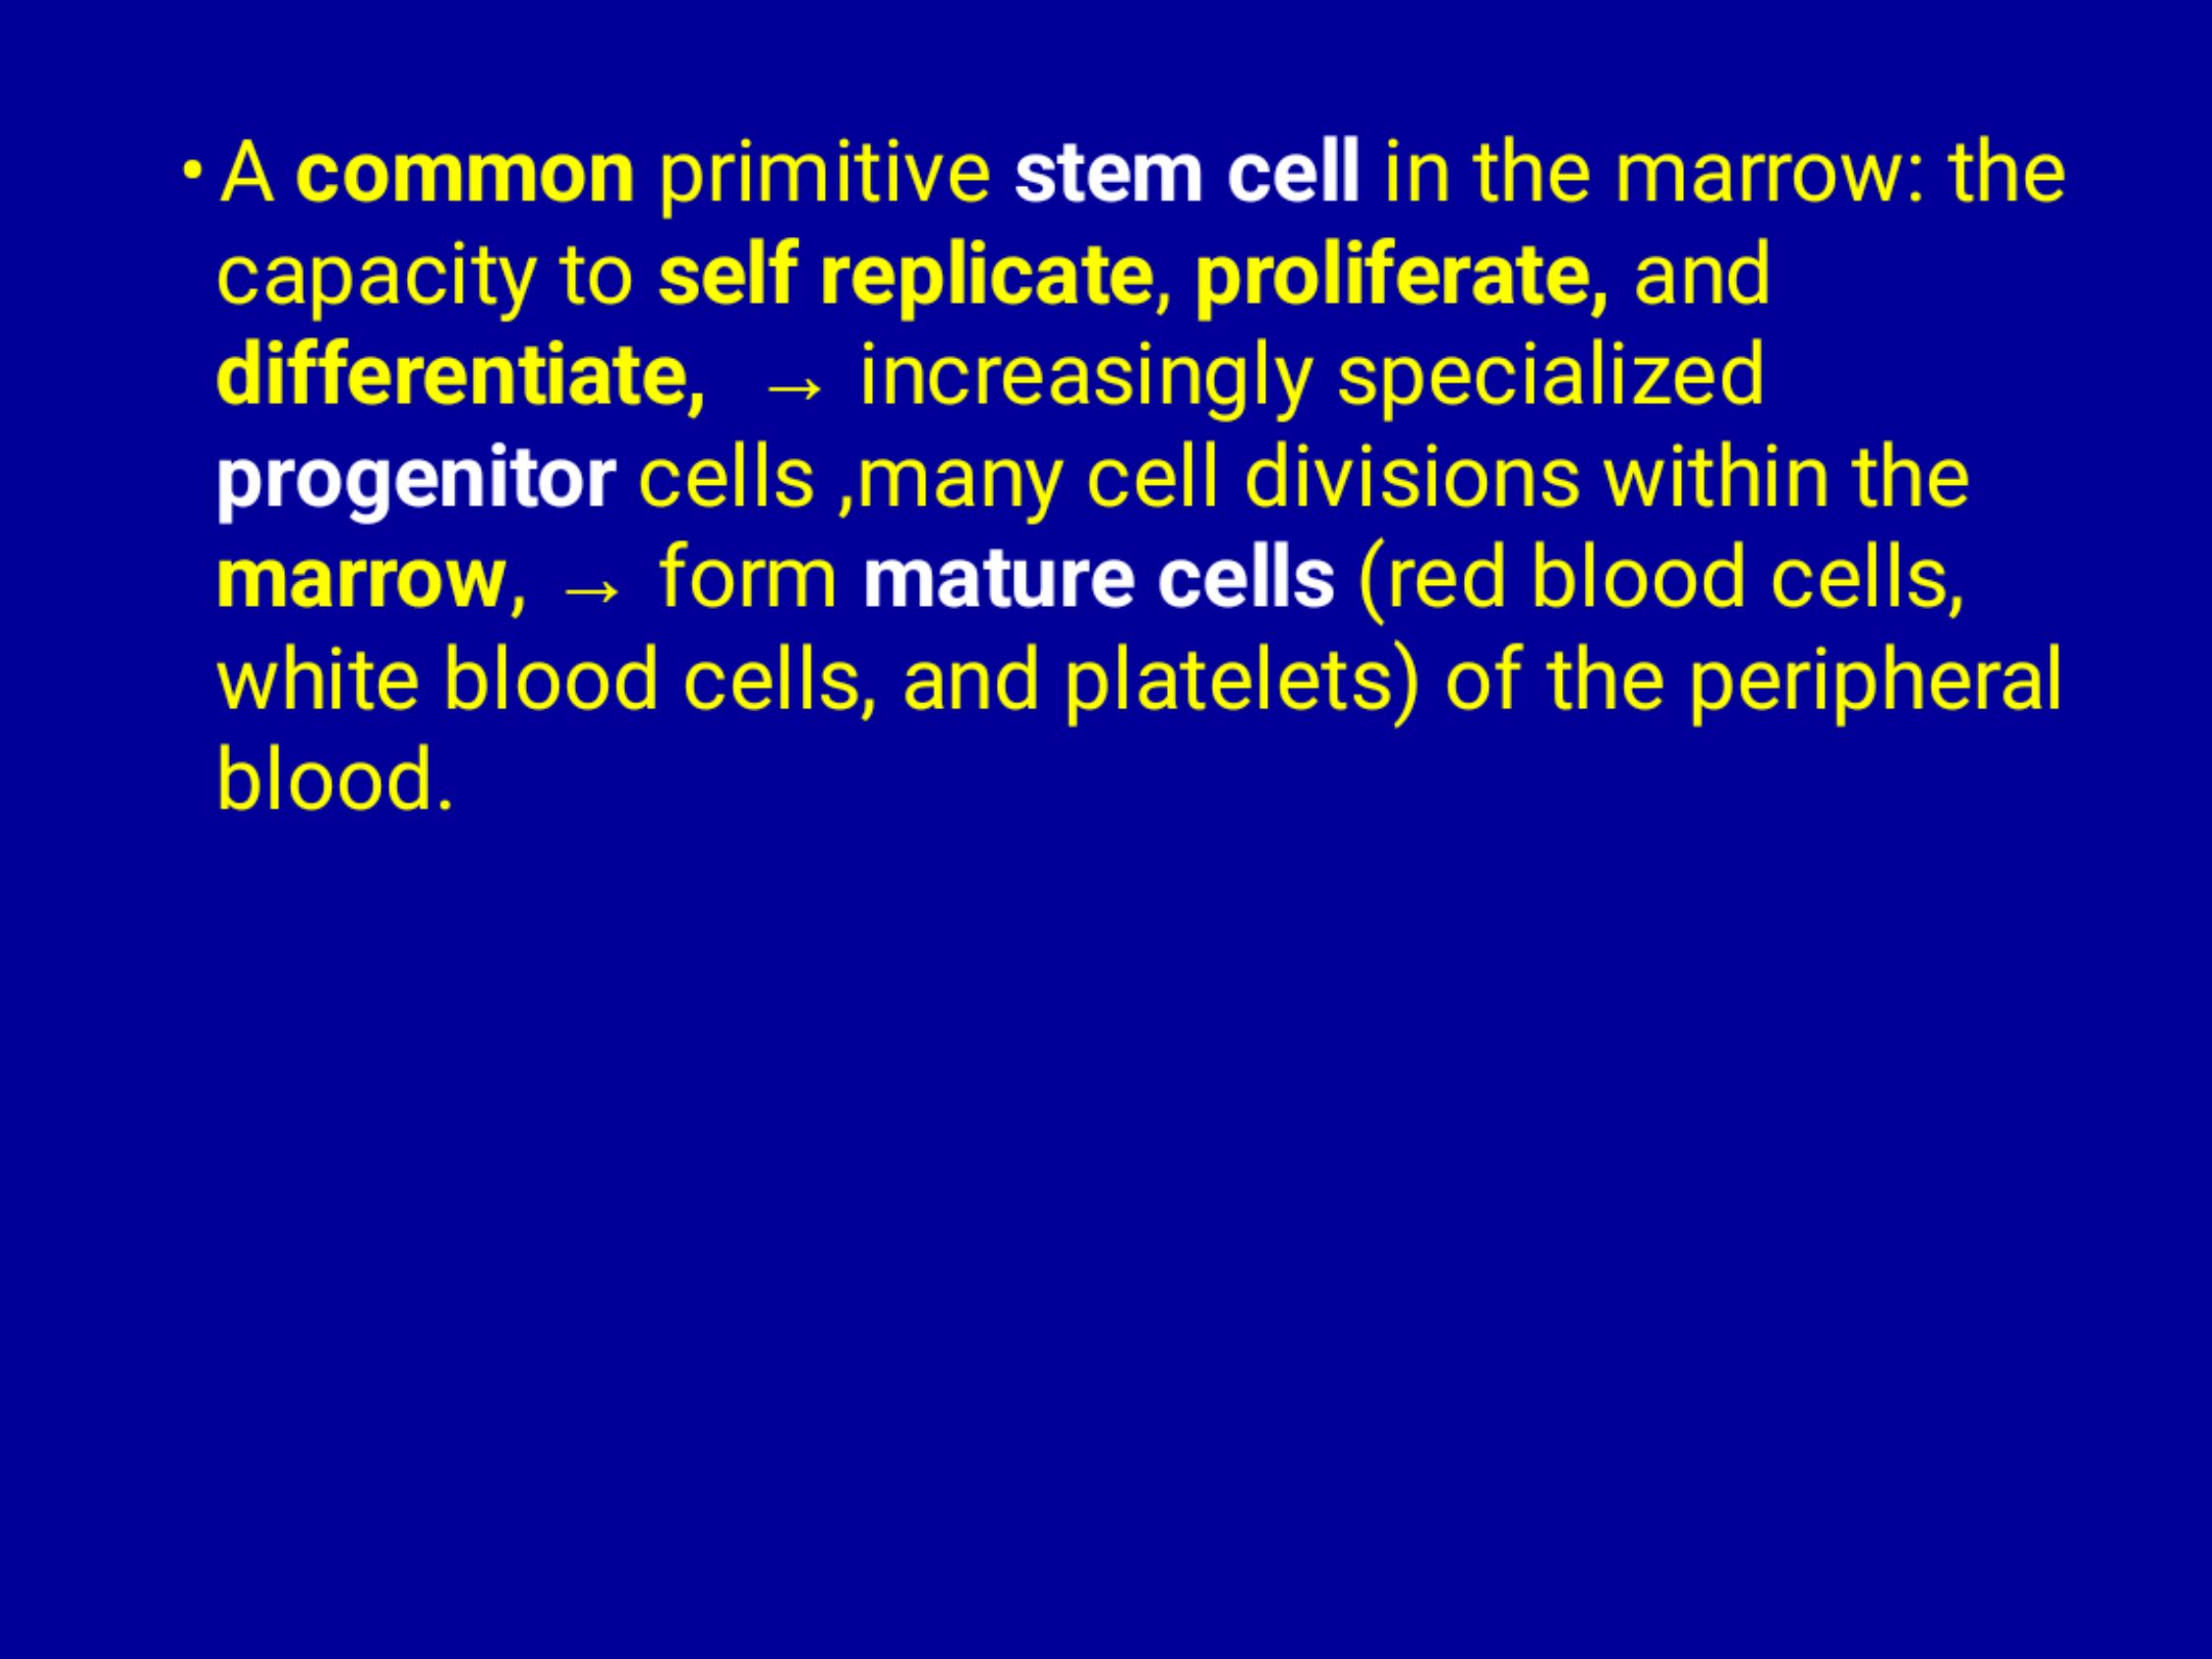 • A common primitive stem cell in the marrow: the
capacity to self replicate, proliferate, and
differentiate, → increasingly specialized
progenitor cells ,many cell divisions within the
marrow, → form mature cells (red blood cells,
white blood cells, and platelets) of the peripheral
blood.